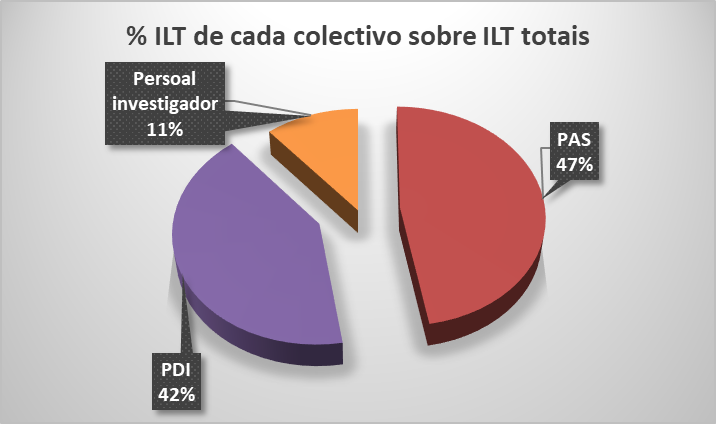 % ILT de cada colectivo sobre ILT totais
Persoal
investigador
11%
PAS
47%
PDI
42%